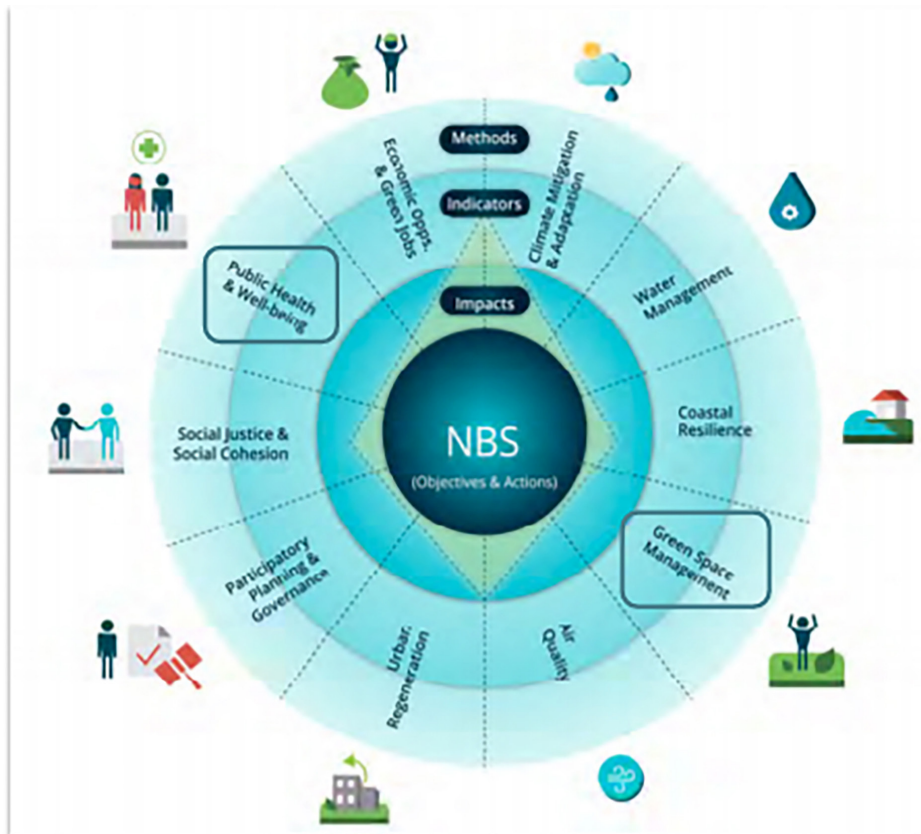 Methods
Indicators
Impacts
NBS
(Objectives & Actions)
Climate Mitigation
& Adaptation
Water
Management
Coastal
Resilience
Green Space
Management
Air
Quality
Urbar.
Regeneration
Participatory
Planning &
Governance
Social Justice &
Social Cohesion
Public Health
& Well-being
Economic Opps.
& Green Jobs